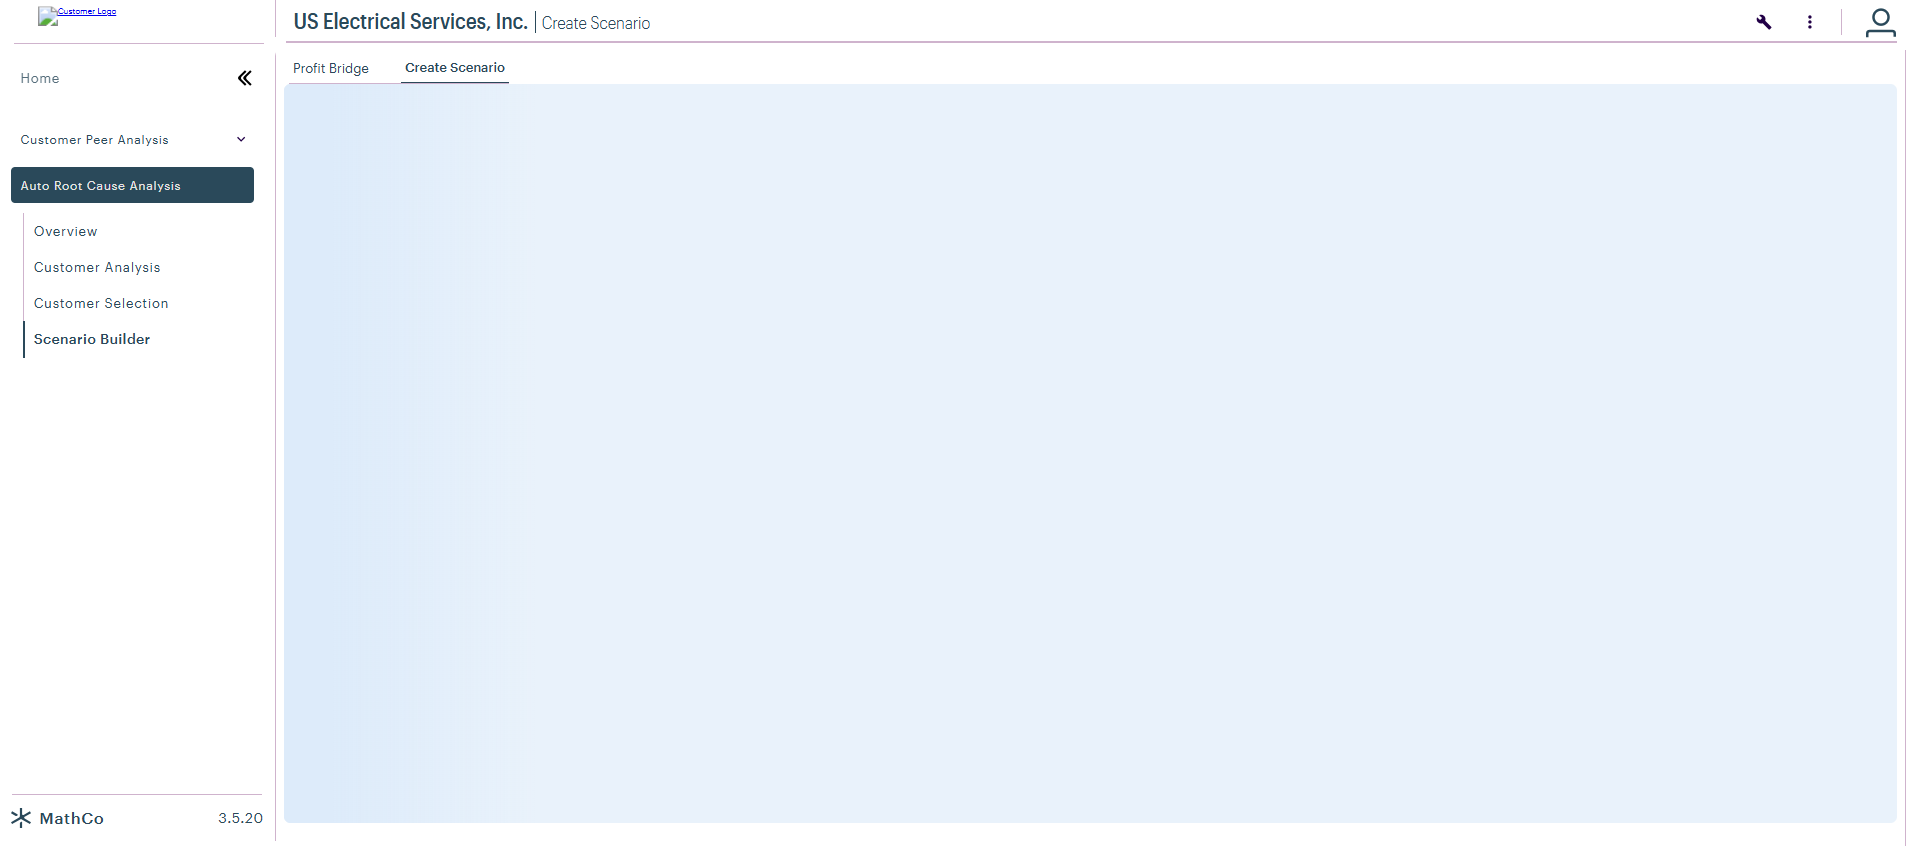 Customer Logo
US Electrical Services, Inc. Create Scenario
Home
Profit Bridge
Create Scenario
Customer Peer Analysis
Auto Root Cause Analysis
Overview
Customer Analysis
Customer Selection
Scenario Builder
MathCo
3.5.20